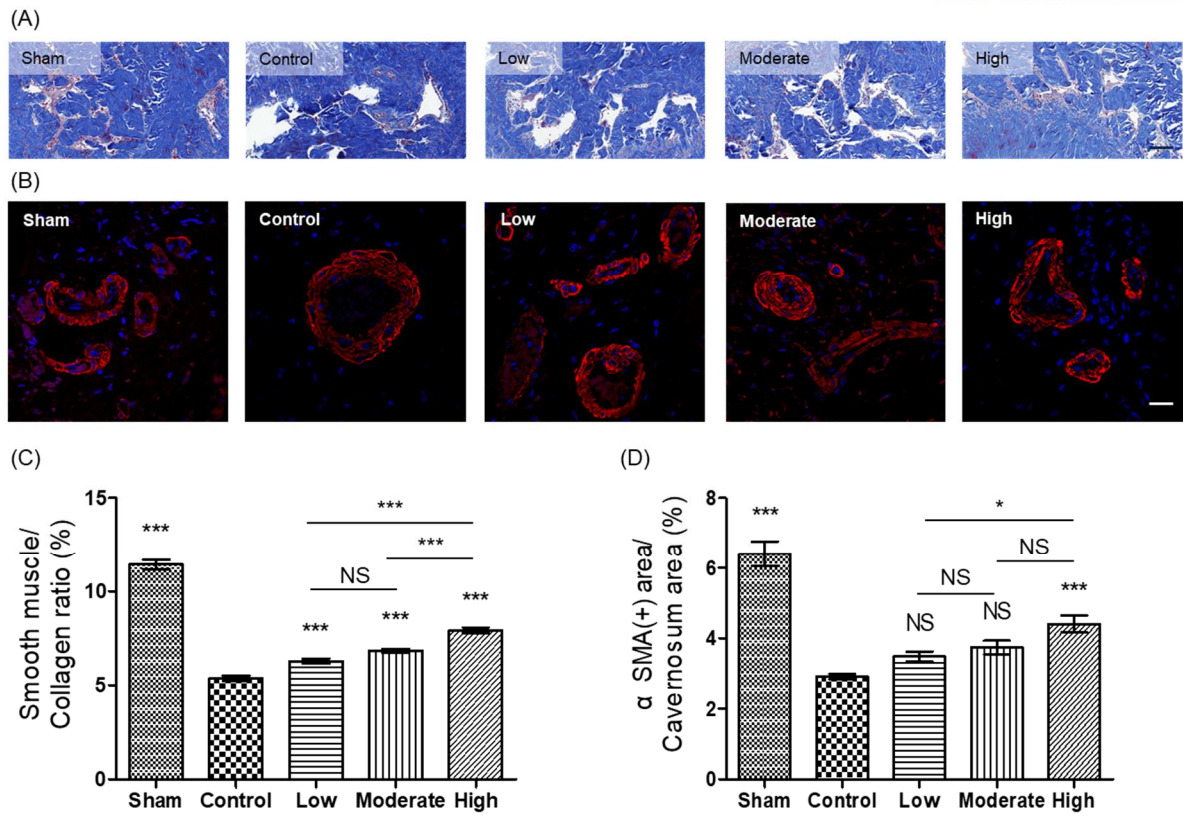 (A)
Sham Control Low Moderate High
(B)
Sham Control Low Moderate High
(C)
Smooth muscle/
Collagen ratio (%)
15
10
5
0
***
***
***
NS
***
***
***
Sham Control Low Moderate High
(D)
α SMA(+) area/
Cavernosum area (%)
8
6
4
2
0
***
*
NS
NS
***
NS
NS
Sham Control Low Moderate High